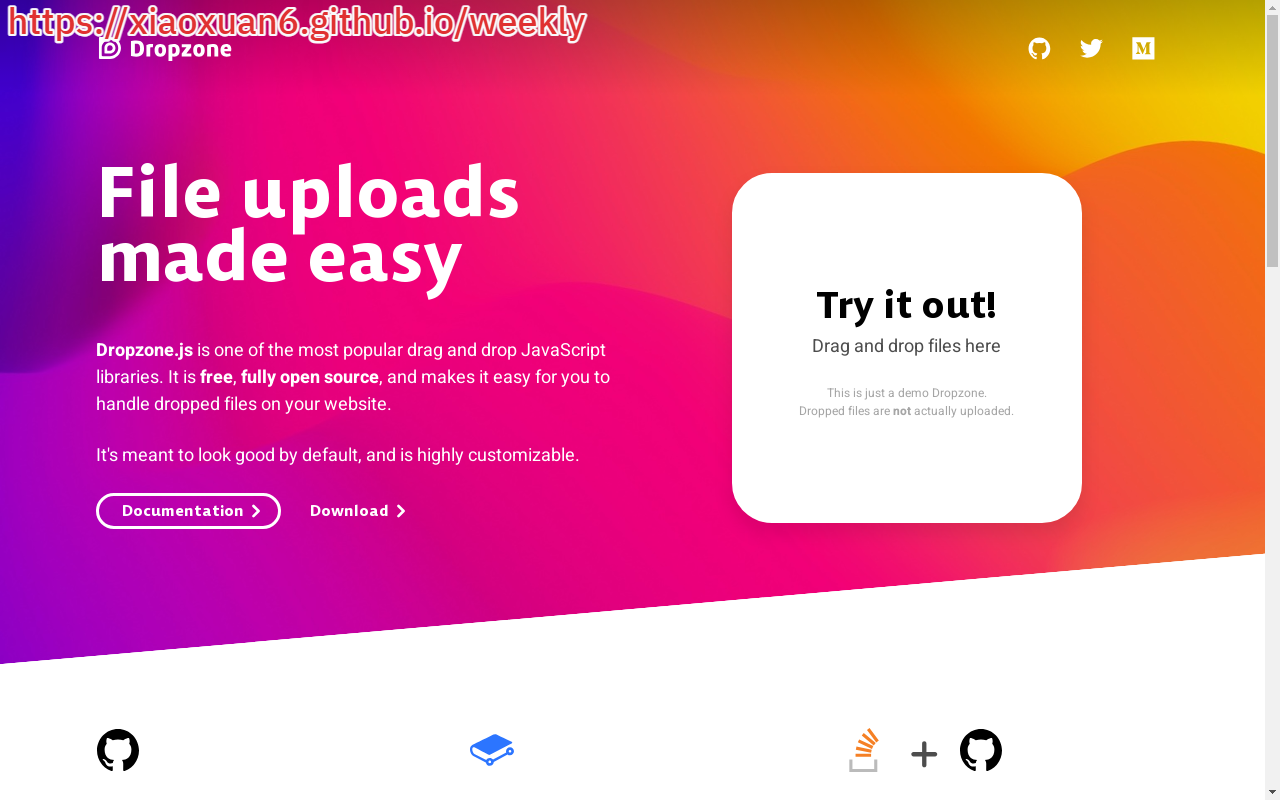 https://xiaoxuan6.github.io/weekly
Dropzone
File uploads
made easy
Dropzone.js is one of the most popular drag and drop JavaScript
libraries. It is free, fully open source, and makes it easy for you to
handle dropped files on your website.
It's meant to look good by default, and is highly customizable.
Documentation
Download
Try it out!
Drag and drop files here
This is just a demo Dropzone.
Dropped files are not actually uploaded.